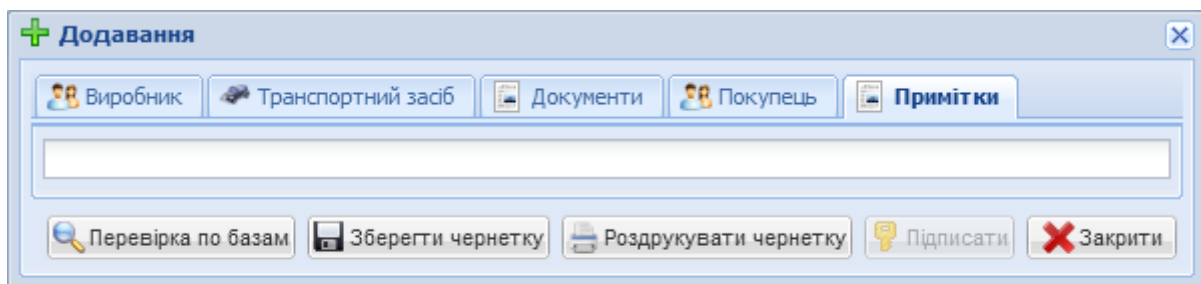 Додавання
Виробник Транспортний засіб Документи Покупець Примітки
Перевірка по базам Зберегти чернетку Роздрукувати чернетку Підписати Закрити